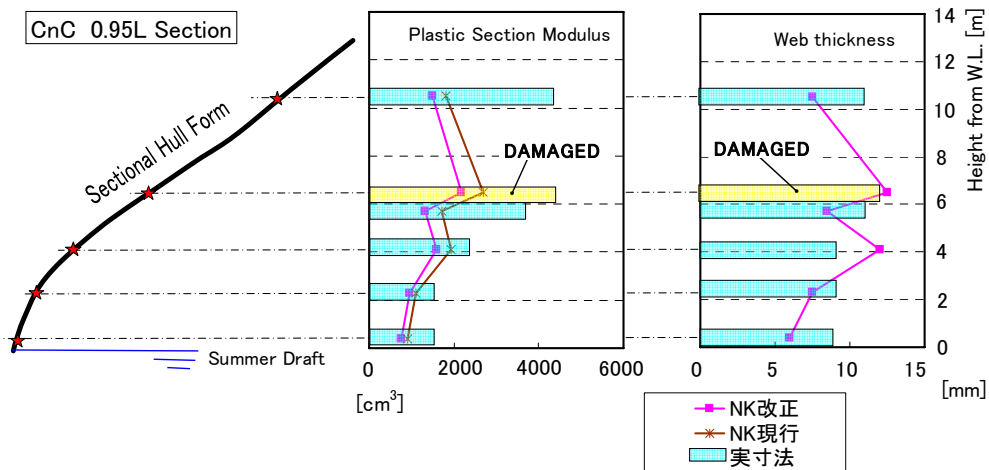 CnC 0.95L Section
Sectional Hull Form
Summer Draft
Plastic Section Modulus
DAMAGED
0
2000
4000
6000
[cm³]
Web thickness
DAMAGED
0
5
10
15
[mm]
14
12
10
8
6
4
2
0
Height from W.L. [m]
NK改正
NK現行
実寸法